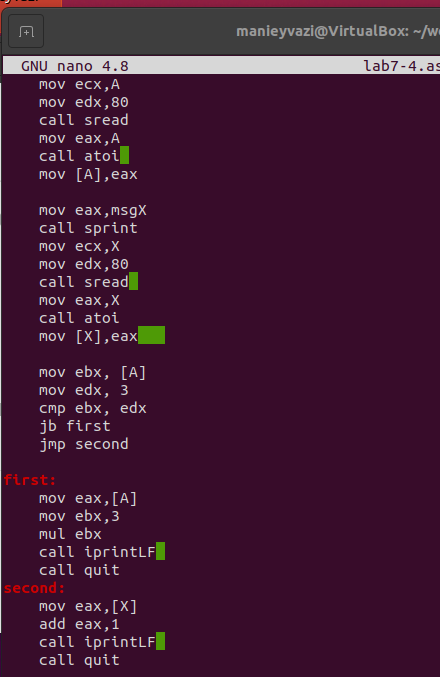 manieyvazi@VirtualBox: ~/w
GNU nano 4.8 lab7-4.as
mov ecx,A
mov edx,80
call sread
mov eax,A
call atoi
mov [A],eax
mov eax,msgX
call sprint
mov ecx,X
mov edx,80
call sread
mov eax,X
call atoi
mov [X],eax
mov ebx, [A]
mov edx, 3
cmp ebx, edx
jb first
jmp second
first:
mov eax,[A]
mov ebx,3
mul ebx
call iprintLF
call quit
second:
mov eax,[X]
add eax,1
call iprintLF
call quit